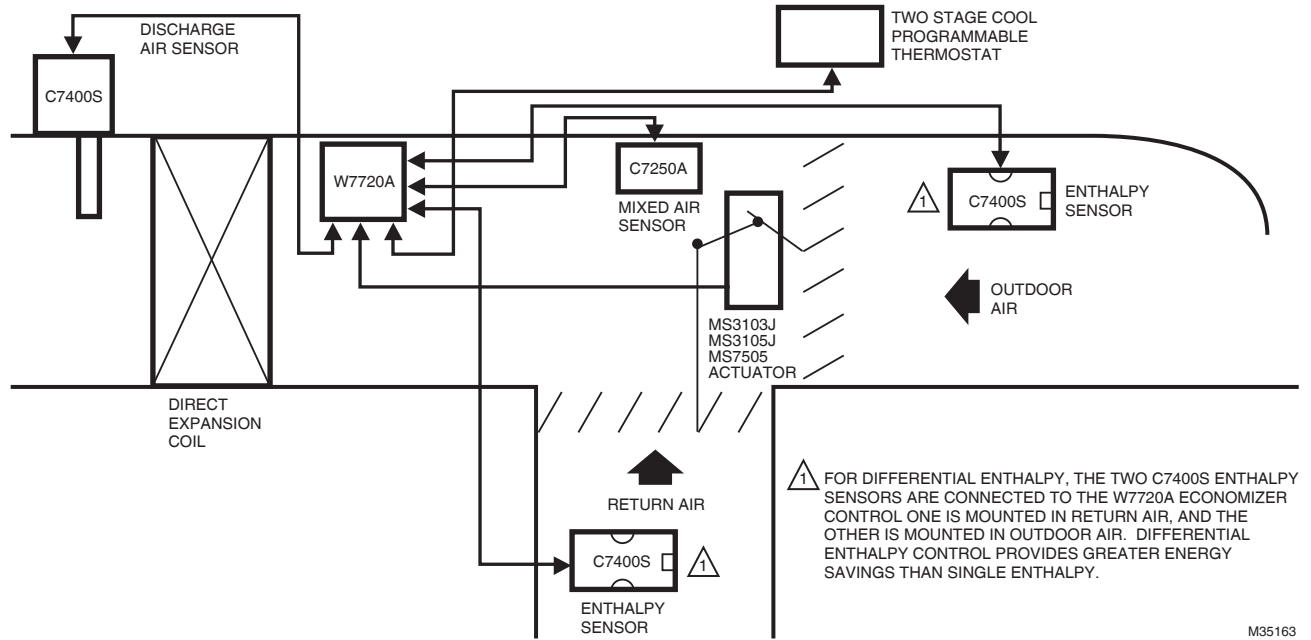 DISCHARGE
AIR SENSOR
C7400S
TWO STAGE COOL
PROGRAMMABLE
THERMOSTAT
W7720A
C7250A
MIXED AIR
SENSOR
1
C7400S
ENTHALPY
SENSOR
OUTDOOR
AIR
MS3103J
MS3105J
MS7505
ACTUATOR
DIRECT
EXPANSION
COIL
RETURN AIR
C7400S
1
ENTHALPY
SENSOR
1 FOR DIFFERENTIAL ENTHALPY, THE TWO C7400S ENTHALPY
SENSORS ARE CONNECTED TO THE W7720A ECONOMIZER
CONTROL ONE IS MOUNTED IN RETURN AIR, AND THE
OTHER IS MOUNTED IN OUTDOOR AIR. DIFFERENTIAL
ENTHALPY CONTROL PROVIDES GREATER ENERGY
SAVINGS THAN SINGLE ENTHALPY.
M35163